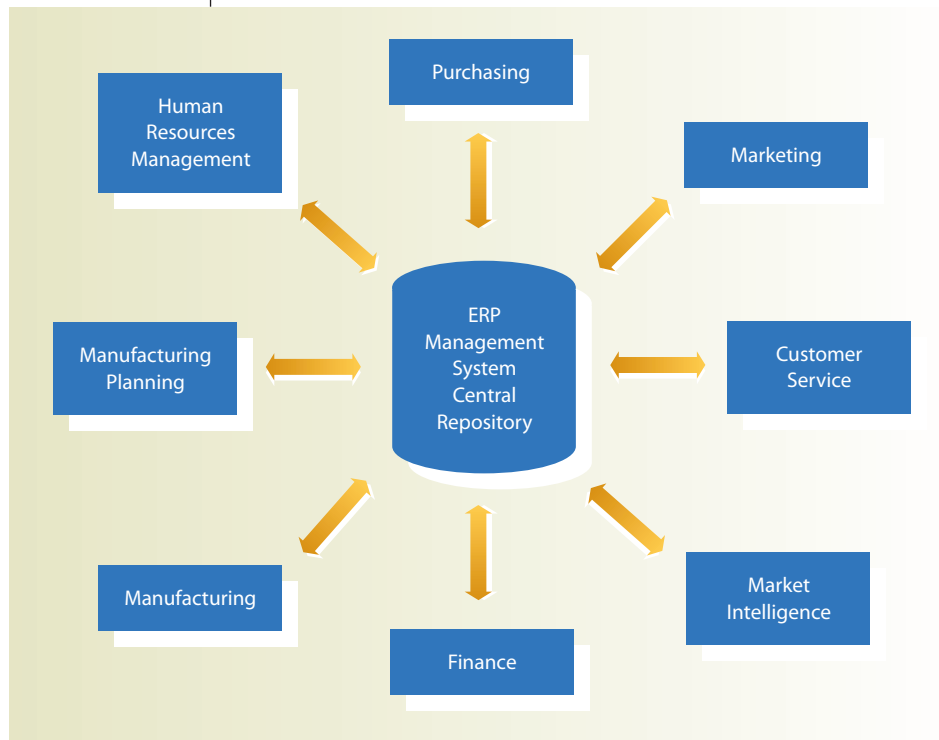 Purchasing
Human
Resources
Management
Marketing
ERP
Management
System
Central
Repository
Manufacturing
Planning
Customer
Service
Manufacturing
Market
Intelligence
Finance